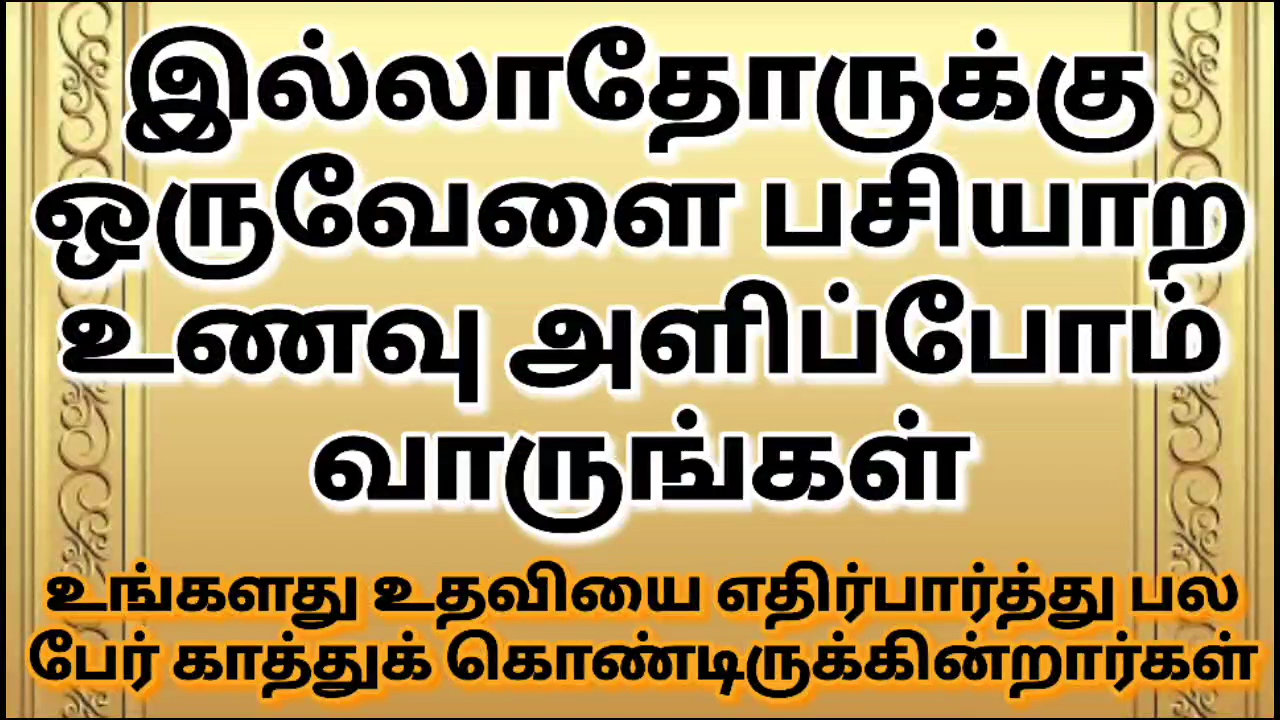 இல்லாதோருக்கு
ஒருவேளை பசியாற
உணவு அளிப்போம்
வாருங்கள்
உங்களது உதவியை எதிர்பார்த்து பல
பேர் காத்துக் கொண்டிருக்கின்றார்கள்